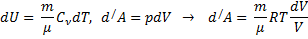 dU = m/μ C_v dT, d'A = pdV → d'A = m/μ RT dV/V